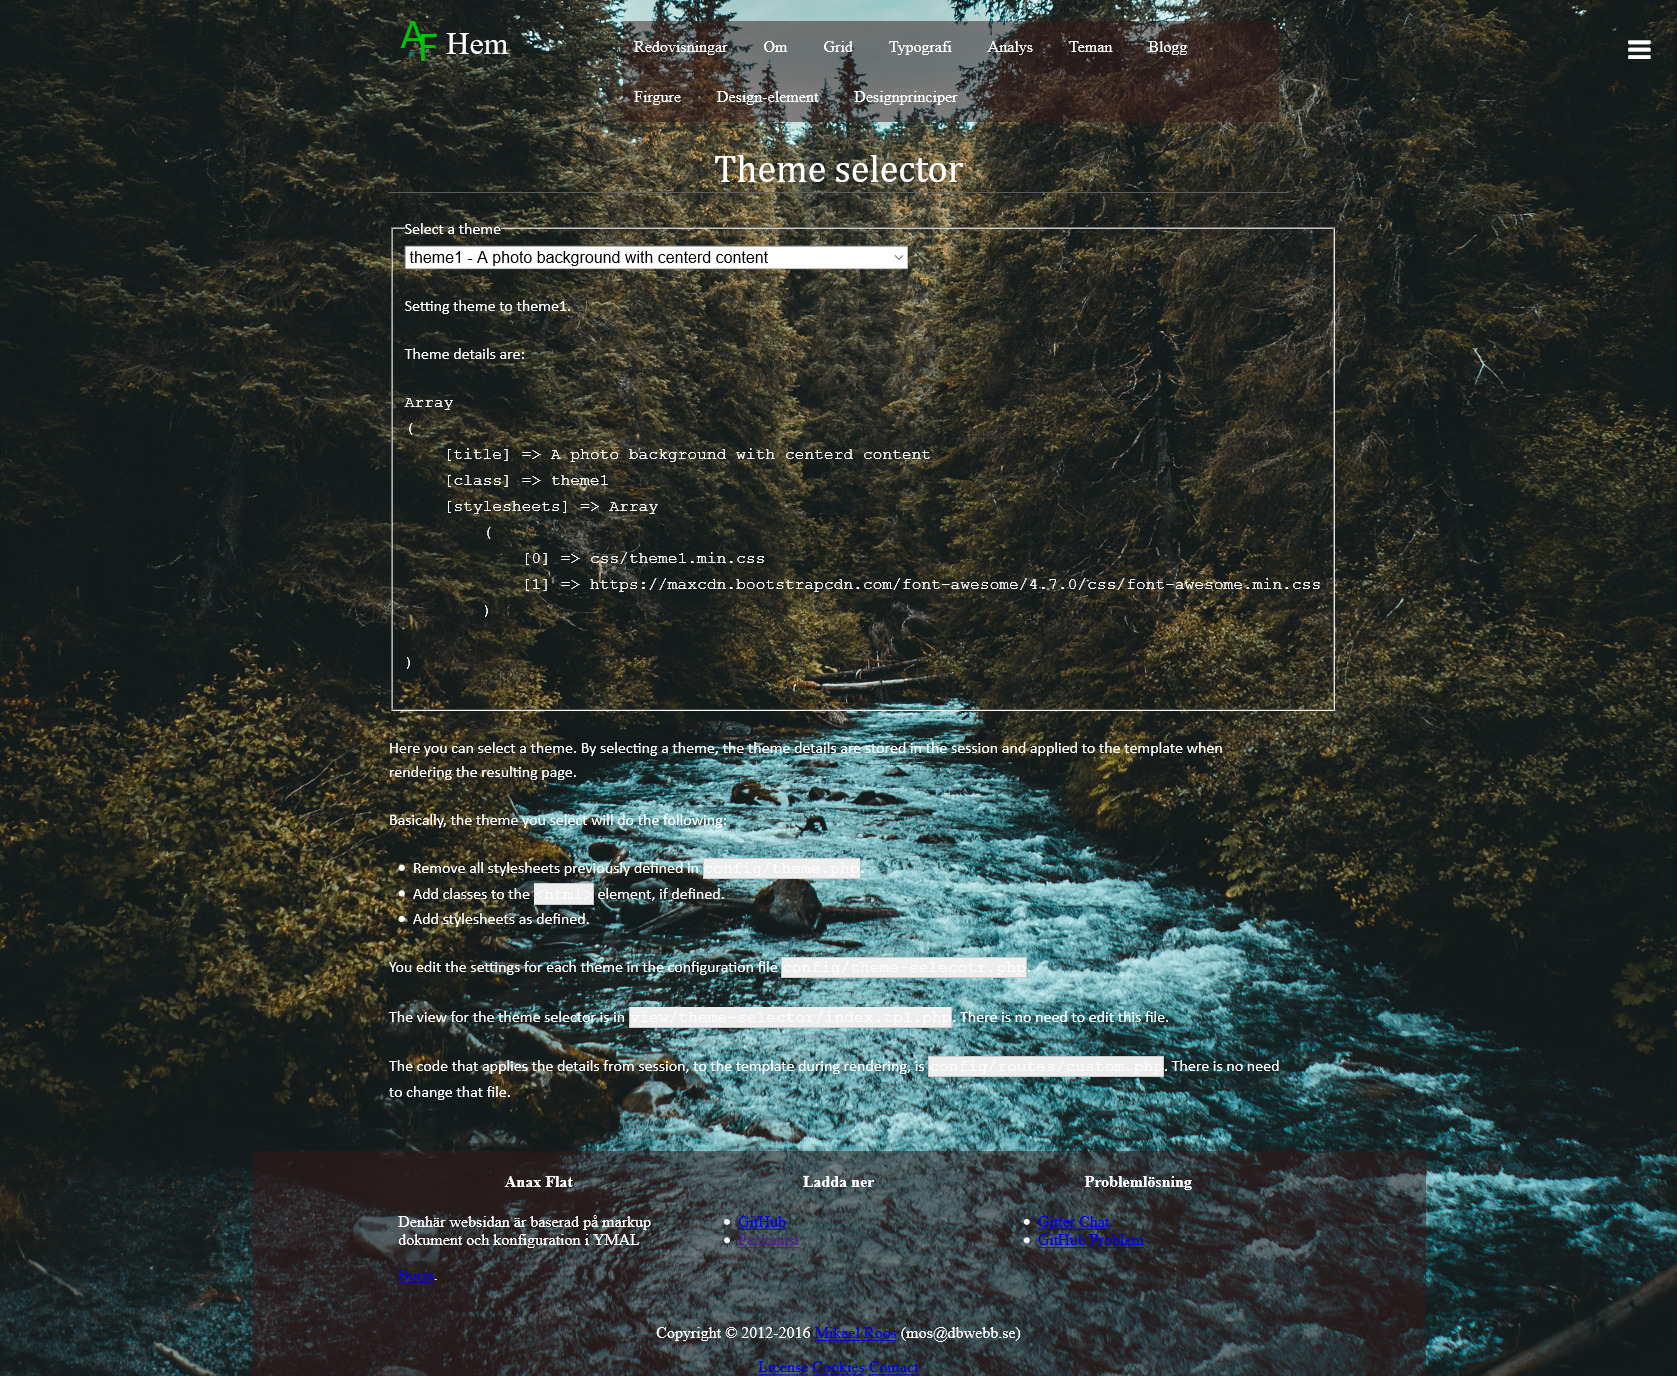 AF Hem
Redovisningar Om Grid Typografi Analys Teman Blogg
Firgure Design-element Designprinciper
Theme selector
Select a theme
theme1 - A photo background with centerd content
Setting theme to theme1.
Theme details are:
Array
(
[title] => A photo background with centerd content
[class] => theme1
[stylesheets] => Array
(
[0] => css/theme1.min.css
[1] => https://maxcdn.bootstrapcdn.com/font-awesome/4.7.0/css/font-awesome.min.css
)
)
Here you can select a theme. By selecting a theme, the theme details are stored in the session and applied to the template when
rendering the resulting page.
Basically, the theme you select will do the following:
Remove all stylesheets previously defined in config/theme.php.
Add classes to the <html> element, if defined.
Add stylesheets as defined.
You edit the settings for each theme in the configuration file config/theme-selecotr.php.
The view for the theme selector is in view/theme-selector/index.tpl.php. There is no need to edit this file.
The code that applies the details from session, to the template during rendering, is config/routes/custom.php. There is no need
to change that file.
Anax Flat Ladda ner Problemlösning
Denhär websidan är baserad på markup
dokument och konfiguration i YMAL
GitHub
Packagist
Gitter Chat
GitHub Problem
Copyright © 2012-2016 Mikael Roos (mos@dbwebb.se)
License Cookies Contact